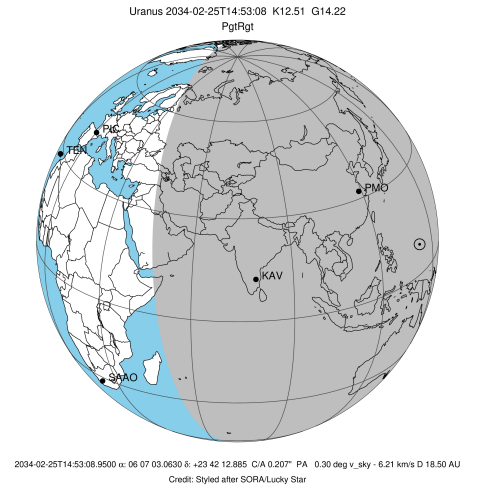 Uranus 2034-02-25T14:53:08 K12.51 G14.22
PgtRgt
PIC
TEN
PMO
KAV
SAAO
2034-02-25T14:53:08.9500 α: 06 07 03.0630 δ: +23 42 12.885 C/A 0.207" PA 0.30 deg v_sky - 6.21 km/s D 18.50 AU
Credit: Styled after SORA/Lucky Star